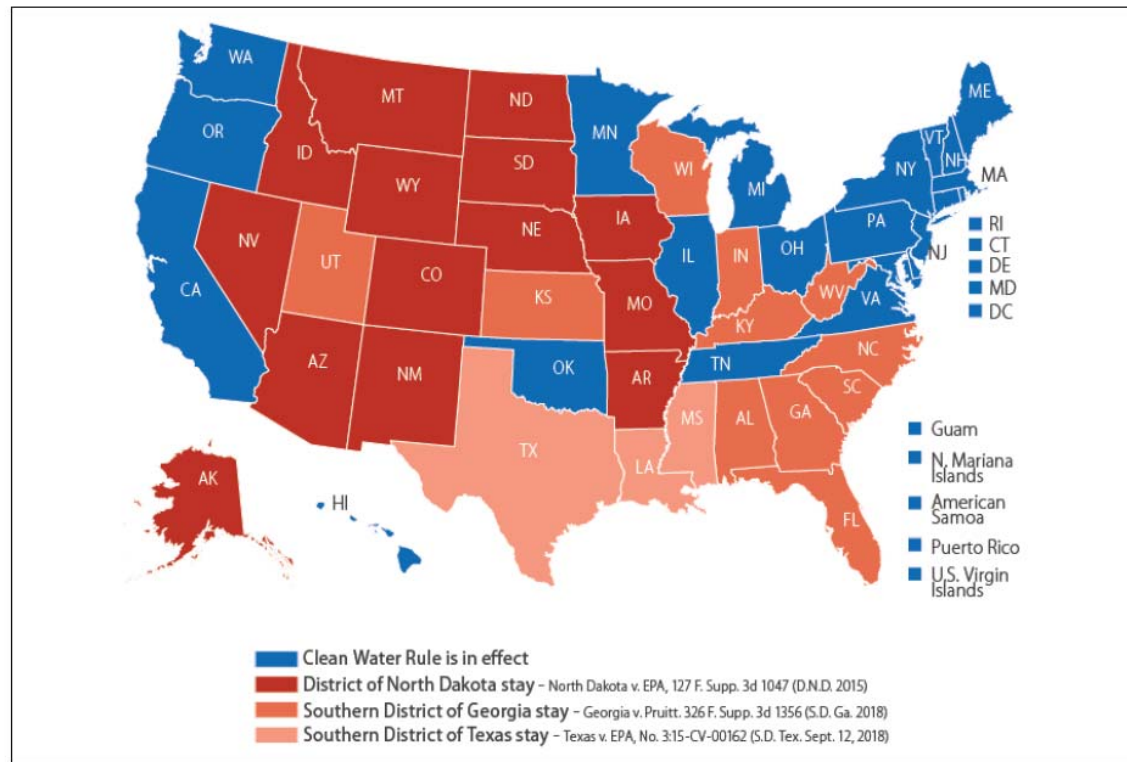 WA
OR
CA
ID
NV
MT
WY
UT
AZ
CO
NM
ND
SD
NE
KS
OK
TX
MN
IA
MO
AR
LA
WI
IL
MS
MI
IN
KY
TN
AL
OH
WV
GA
FL
SC
NC
VA
PA
NY
VT
NH
ME
MA
NJ
RI
CT
DE
MD
DC
AK
HI
Guam
N. Mariana
Islands
American
Samoa
Puerto Rico
U.S. Virgin
Islands
Clean Water Rule is in effect
District of North Dakota stay – North Dakota v. EPA, 127 F. Supp. 3d 1047 (D.N.D. 2015)
Southern District of Georgia stay – Georgia v. Pruitt. 326 F. Supp. 3d 1356 (S.D. Ga. 2018)
Southern District of Texas stay – Texas v. EPA, No. 3:15-CV-00162 (S.D. Tex. Sept. 12, 2018)